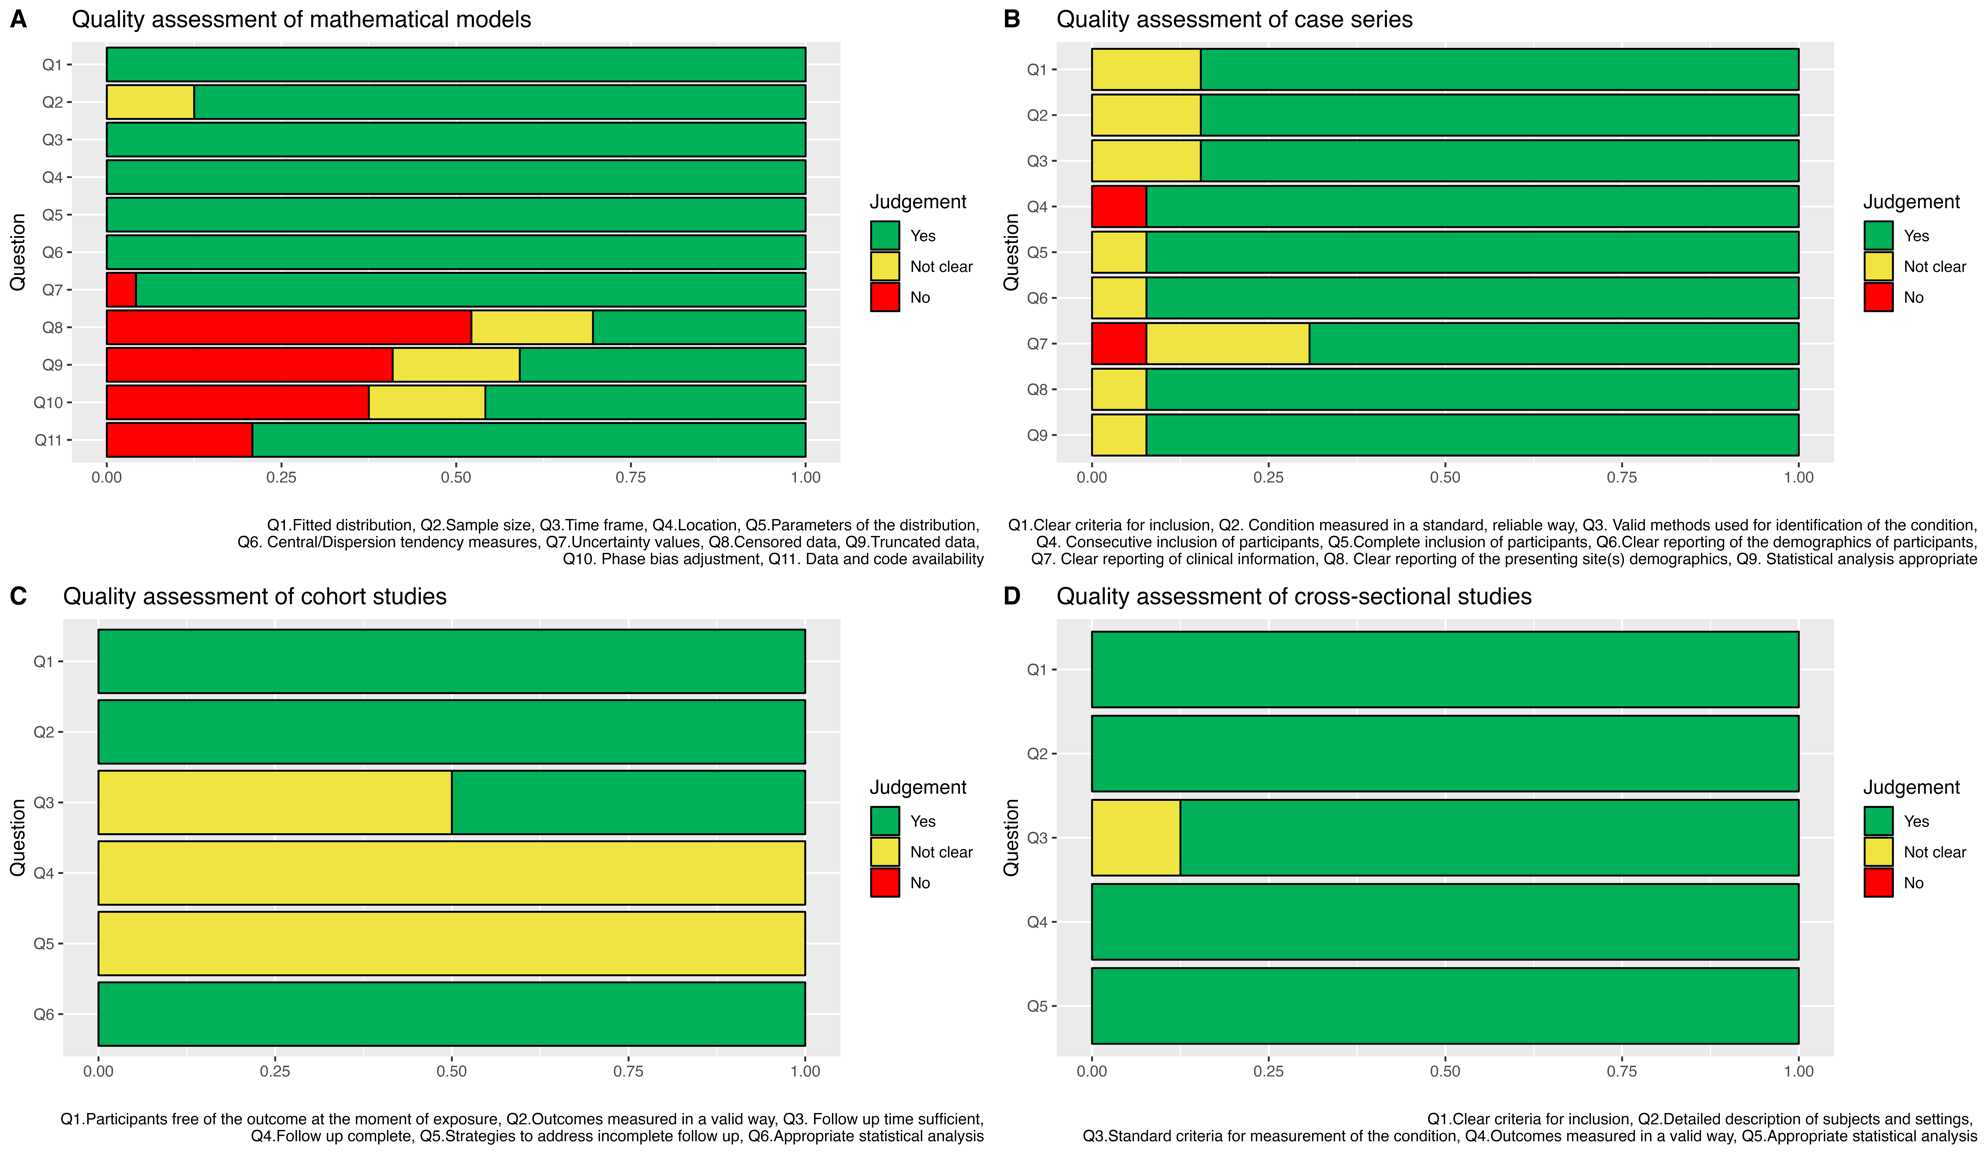 A Quality assessment of mathematical models
Q1
Q2
Q3
Q4
Q5
Q6
Q7
Q8
Q9
Q10
Q11
Question
0.00 0.25 0.50 0.75 1.00
Judgement
Yes
Not clear
No
Q1.Fitted distribution, Q2.Sample size, Q3.Time frame, Q4.Location, Q5.Parameters of the distribution,
Q6. Central/Dispersion tendency measures, Q7.Uncertainty values, Q8.Censored data, Q9.Truncated data,
Q10. Phase bias adjustment, Q11. Data and code availability
B Quality assessment of case series
Q1
Q2
Q3
Q4
Q5
Q6
Q7
Q8
Q9
Question
0.00 0.25 0.50 0.75 1.00
Judgement
Yes
Not clear
No
Q1.Clear criteria for inclusion, Q2. Condition measured in a standard, reliable way, Q3. Valid methods used for identification of the condition,
Q4. Consecutive inclusion of participants, Q5.Complete inclusion of participants, Q6.Clear reporting of the demographics of participants,
Q7. Clear reporting of clinical information, Q8. Clear reporting of the presenting site(s) demographics, Q9. Statistical analysis appropriate
C Quality assessment of cohort studies
Q1
Q2
Q3
Q4
Q5
Q6
Question
0.00 0.25 0.50 0.75 1.00
Judgement
Yes
Not clear
No
Q1.Participants free of the outcome at the moment of exposure, Q2.Outcomes measured in a valid way, Q3. Follow up time sufficient,
Q4.Follow up complete, Q5.Strategies to address incomplete follow up, Q6.Appropriate statistical analysis
D Quality assessment of cross-sectional studies
Q1
Q2
Q3
Q4
Q5
Question
0.00 0.25 0.50 0.75 1.00
Judgement
Yes
Not clear
No
Q1.Clear criteria for inclusion, Q2.Detailed description of subjects and settings,
Q3.Standard criteria for measurement of the condition, Q4.Outcomes measured in a valid way, Q5.Appropriate statistical analysis